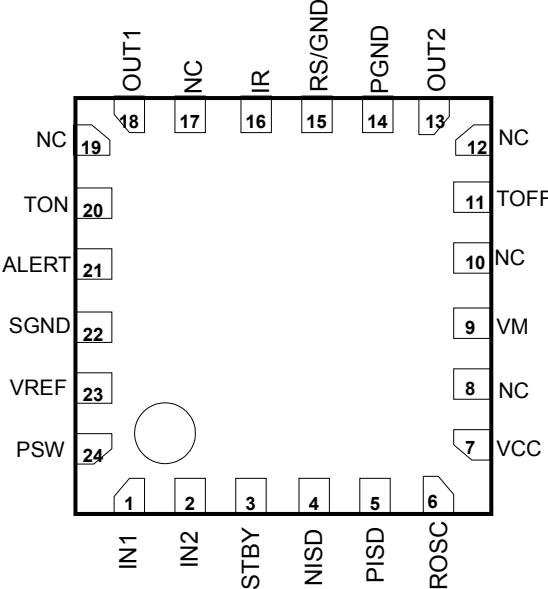 OUT1
NC
IR
RS/GND
PGND
OUT2
18
17
16
15
14
13
NC 19
12 NC
TON 20
11 TOFF
ALERT 21
10 NC
SGND 22
9 VM
VREF 23
8 NC
PSW 24
7 VCC
1
2
3
4
5
6
IN1
IN2
STBY
NISD
PISD
ROSC